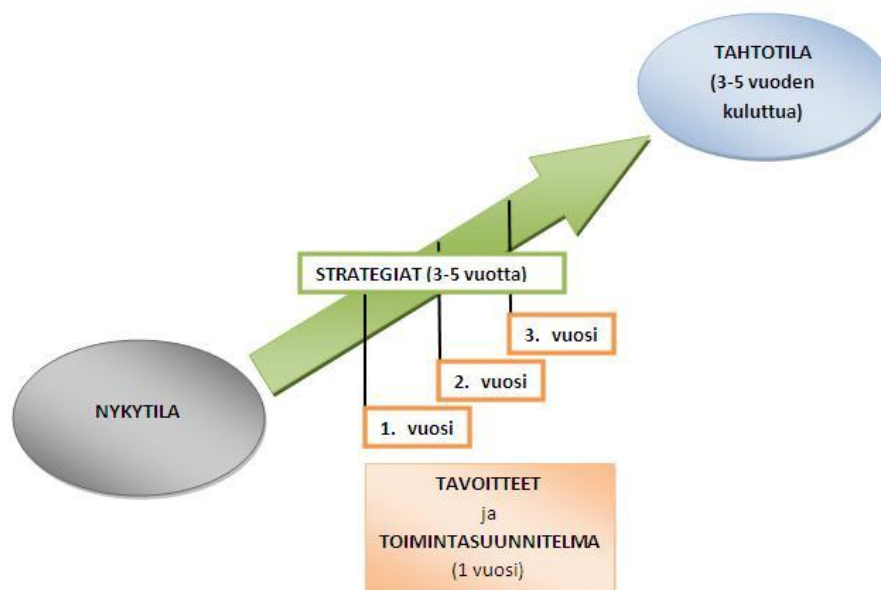 TAHTOTILA
(3-5 vuoden
kuluttua)
STRATEGIAT (3-5 vuotta)
3. vuosi
2. vuosi
NYKYTILA
1. vuosi
TAVOITTEET
ja
TOIMINTASUUNNITELMA
(1 vuosi)